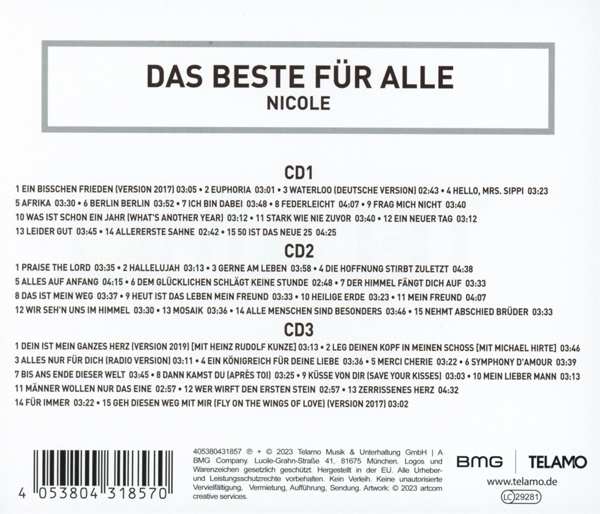 DAS BESTE FÜR ALLE
NICOLE
CD1
1 EIN BISSCHEN FRIEDEN (VERSION 2017) 03:05 • 2 EUPHORIA 03:01 • 3 WATERLOO (DEUTSCHE VERSION) 02:43 • 4 HELLO, MRS. SIPPI 03:23
5 AFRIKA 03:30 • 6 BERLIN BERLIN 03:52 • 7 ICH BIN DABEI 03:48 • 8 FEDERLEICHT 04:07 • 9 FRAG MICH NICHT 03:40
10 WAS IST SCHON EIN JAHR (WHAT'S ANOTHER YEAR) 03:12 • 11 STARK WIE NIE ZUVOR 03:40 • 12 EIN NEUER TAG 03:12
13 LEIDER GUT 03:45 • 14 ALLERERSTE SAHNE 02:42 • 15 50 IST DAS NEUE 25 04:25
CD2
1 PRAISE THE LORD 03:35 • 2 HALLELUJAH 03:13 • 3 GERNE AM LEBEN 03:58 • 4 DIE HOFFNUNG STIRBT ZULETZT 04:38
5 ALLES AUF ANFANG 04:15 • 6 DEM GLÜCKLICHEN SCHLÄGT KEINE STUNDE 02:48 • 7 DER HIMMEL FÄNGT DICH AUF 03:33
8 DAS IST MEIN WEG 03:37 • 9 HEUT IST DAS LEBEN MEIN FREUND 03:33 • 10 HEILIGE ERDE 03:23 • 11 MEIN FREUND 04:07
12 WIR SEH'N UNS IM HIMMEL 03:30 • 13 MOSAIK 03:36 • 14 ALLE MENSCHEN SIND BESONDERS 03:46 • 15 NEHMT ABSCHIED BRÜDER 03:33
CD3
1 DEIN IST MEIN GANZES HERZ (VERSION 2019) [MIT HEINZ RUDOLF KUNZE] 03:13 • 2 LEG DEINEN KOPF IN MEINEN SCHOSS [MIT MICHAEL HIRTE] 03:46
3 ALLES NUR FÜR DICH (RADIO VERSION) 03:11 • 4 EIN KÖNIGREICH FÜR DEINE LIEBE 03:36 • 5 MERCI CHERIE 03:22 • 6 SYMPHONY D'AMOUR 03:39
7 BIS ANS ENDE DIESER WELT 03:45 • 8 DANN KAMST DU (APRÈS TOI) 03:25 • 9 KÜSSE VON DIR (SAVE YOUR KISSES) 03:03 • 10 MEIN LIEBER MANN 03:13
11 MÄNNER WOLLEN NUR DAS EINE 02:57 • 12 WER WIRFT DEN ERSTEN STEIN 02:57 • 13 ZERRISSENES HERZ 04:32
14 FÜR IMMER 03:22 • 15 GEH DIESEN WEG MIT MIR (FLY ON THE WINGS OF LOVE) (VERSION 2017) 03:02
4 053804 318570
405380431857 ℗ + © 2023 Telamo Musik & Unterhaltung GmbH | A
BMG Company. Lucile-Grahn-Straße 41, 81675 München. Logos und
Warenzeichen gesetzlich geschützt. Hergestellt in der EU. Alle Urheber-
und Leistungsschutzrechte vorbehalten. Kein Verleih. Keine unautorisierte
Vervielfältigung, Vermietung, Aufführung, Sendung. Artwork: © 2023 artcom
creative services.
BMG TELAMO
www.telamo.de
LC 29281